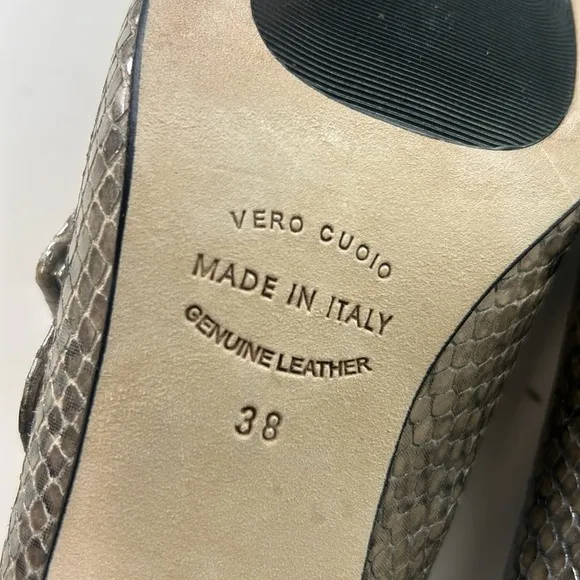 VERO CUOIO
MADE IN ITALY
GENUINE LEATHER
38